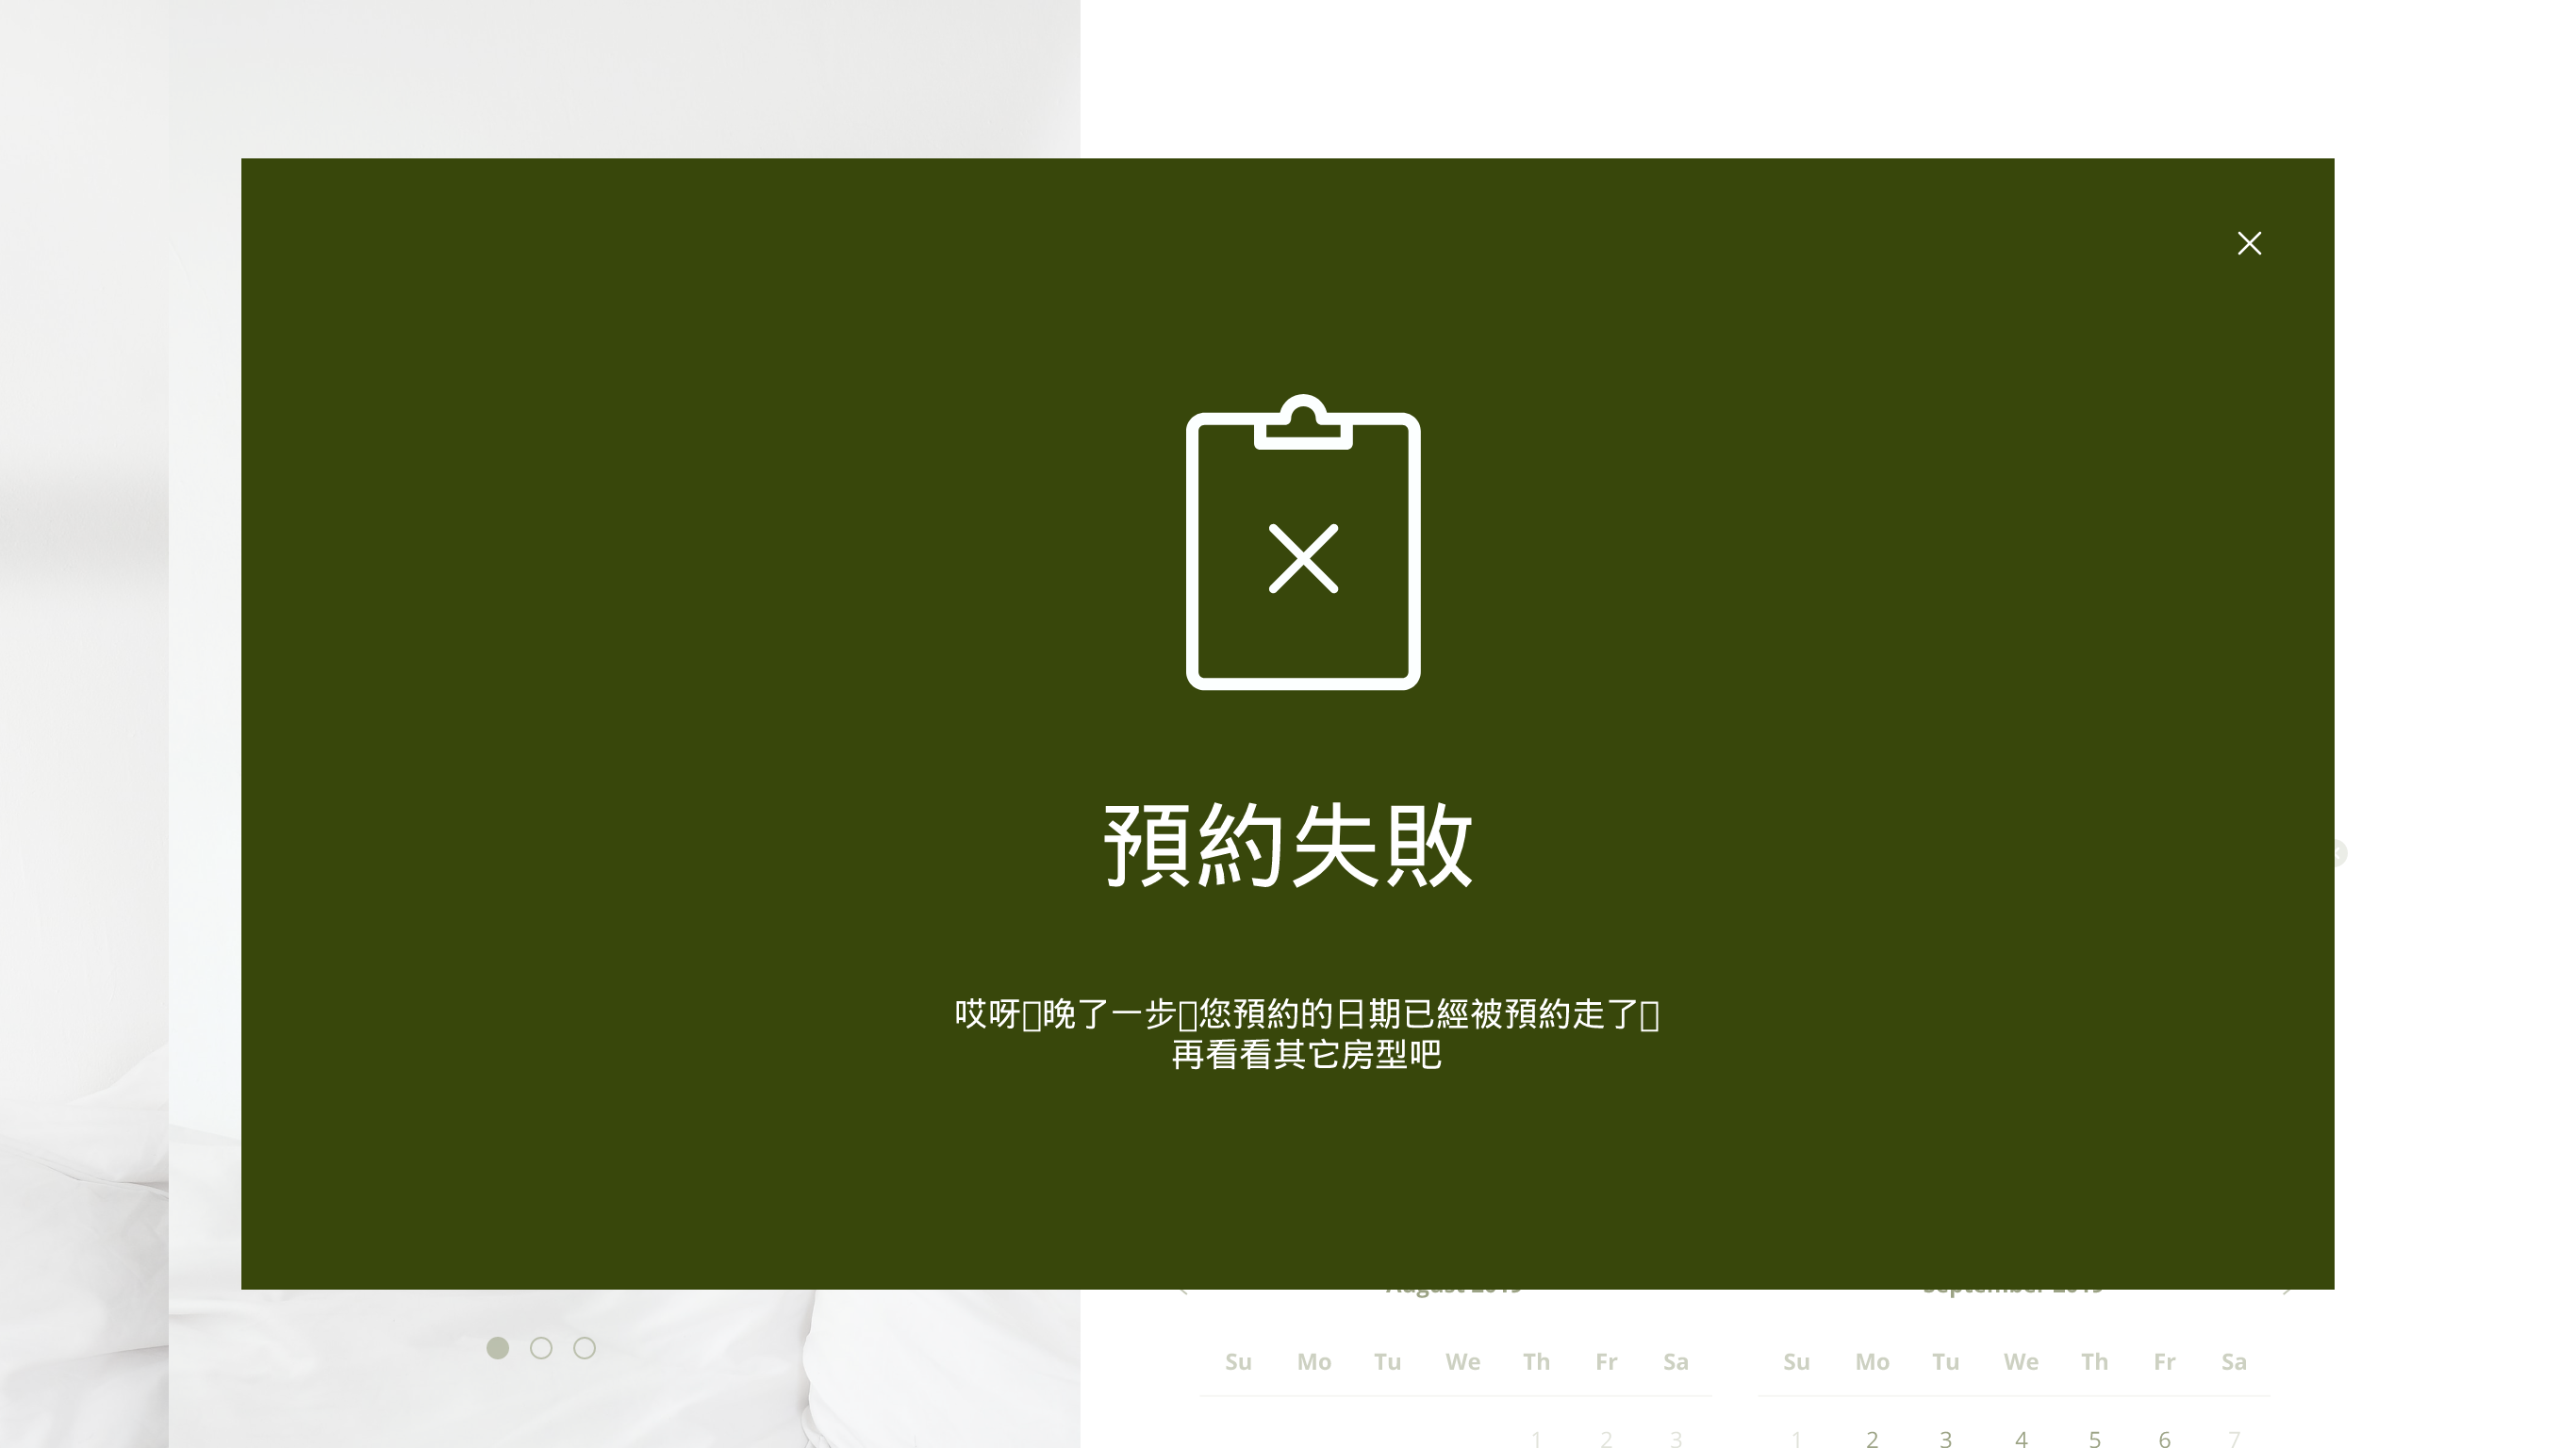 預約失敗
哎呀▯晚了一步▯您預約的日期已經被預約走了▯
再看看其它房型吧
August 2019
September 2019
Su Mo Tu We Th Fr Sa
Su Mo Tu We Th Fr Sa
1 2 3
1 2 3 4 5 6 7